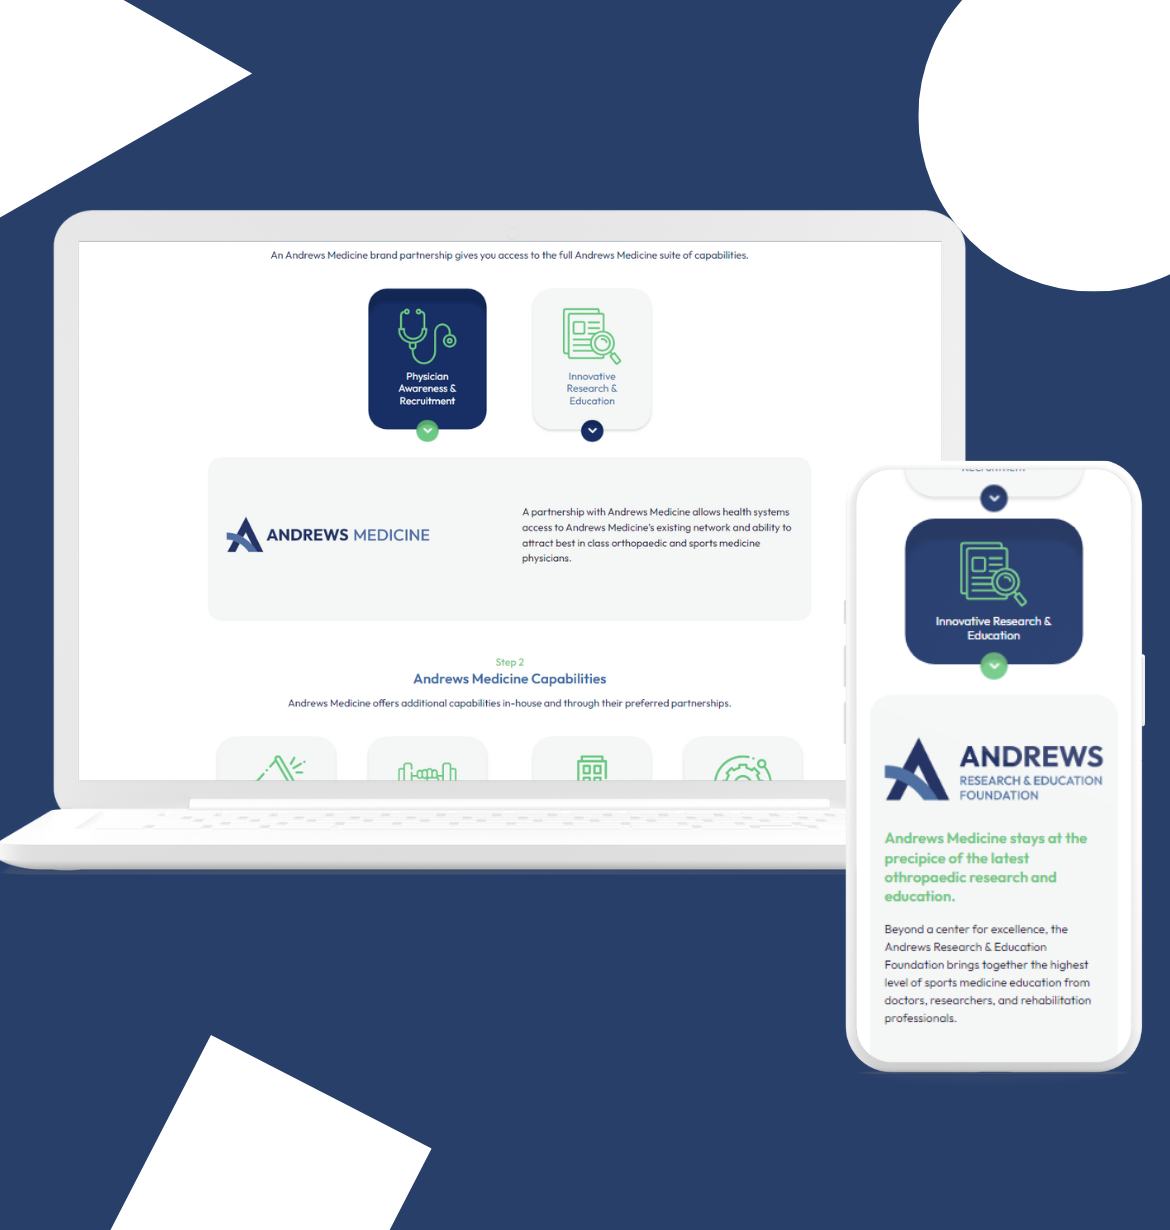 An Andrews Medicine brand partnership gives you access to the full Andrews Medicine suite of capabilities.
Physician
Awareness &
Recruitment
Innovative
Research &
Education
ANDREWS MEDICINE
A partnership with Andrews Medicine allows health systems
access to Andrews Medicine's existing network and ability to
attract best in class orthopaedic and sports medicine
physicians.
Step 2
Andrews Medicine Capabilities
Andrews Medicine offers additional capabilities in-house and through their preferred partnerships.
Innovative Research &
Education
ANDREWS
RESEARCH & EDUCATION
FOUNDATION
Andrews Medicine stays at the
precipice of the latest
othropaedic research and
education.
Beyond a center for excellence, the
Andrews Research & Education
Foundation brings together the highest
level of sports medicine education from
doctors, researchers, and rehabilitation
professionals.